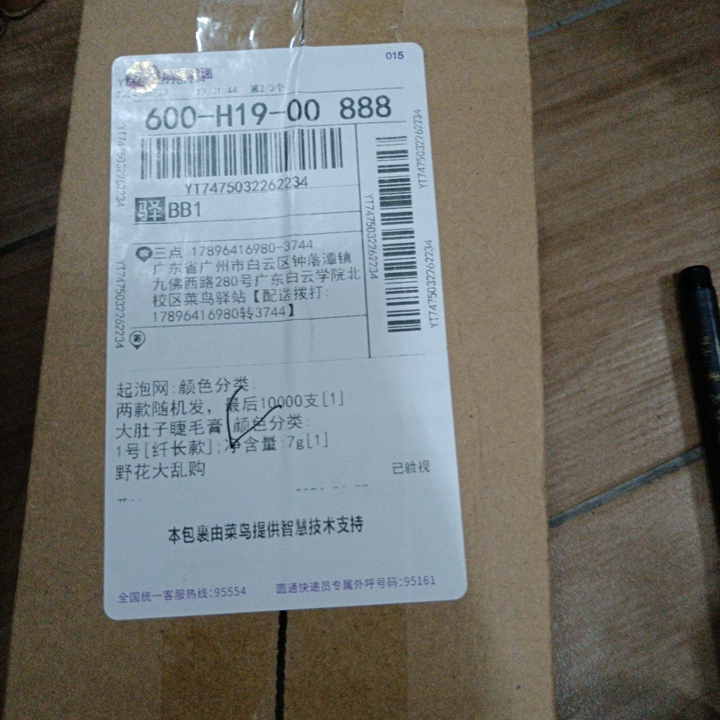 015
600-H19-00 888
YT7475032262234
驿 BB1
三点 17896416980-3744
广东省广州市白云区钟落潭镇
九佛西路280号广东白云学院北
校区菜鸟驿站【配送拨打:
17896416980转3744】
YT7475032262234
YT7475032262234
YT7475032262234
YT7475032262234
YT7475032262234
起泡网:颜色分类:
两款随机发，最后10000支[1]
大肚子睫毛膏 颜色分类:
1号[纤长款];净含量:7g[1]
野花大乱购
已验视
本包裹由菜鸟提供智慧技术支持
全国统一客服热线:95554 圆通快递员专属外呼号码:95161